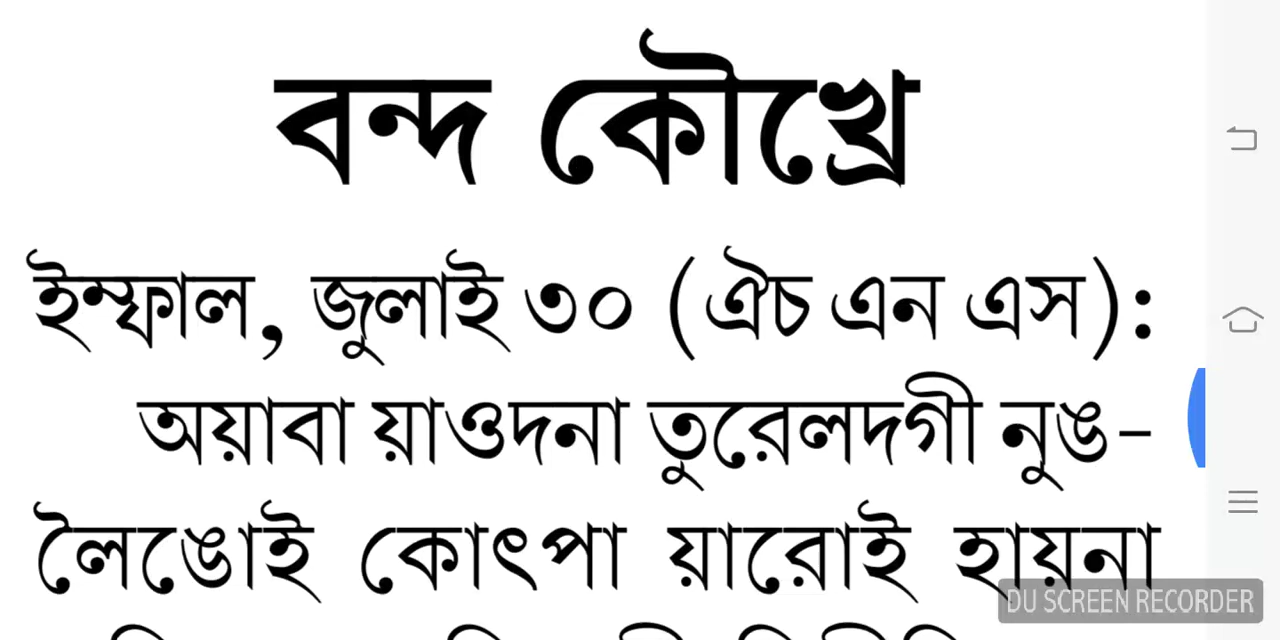 বন্দ কৌখ্রে
ইম্ফাল, জুলাই ৩০ (ঐচ এন এস):
অয়াবা য়াওদনা তুরেলদগী নুঙ-
লৈঙোই কোৎপা য়ারোই হায়না
DU SCREEN RECORDER